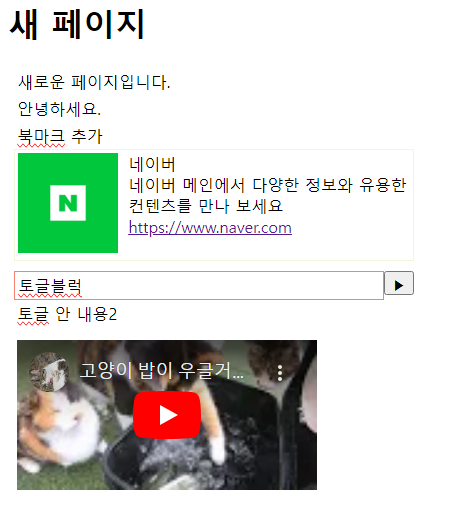 새 페이지
새로운 페이지입니다.
안녕하세요.
북마크 추가
N
네이버
네이버 메인에서 다양한 정보와 유용한
컨텐츠를 만나 보세요
https://www.naver.com
토글블럭
토글 안 내용2
고양이 밥이 우글거...